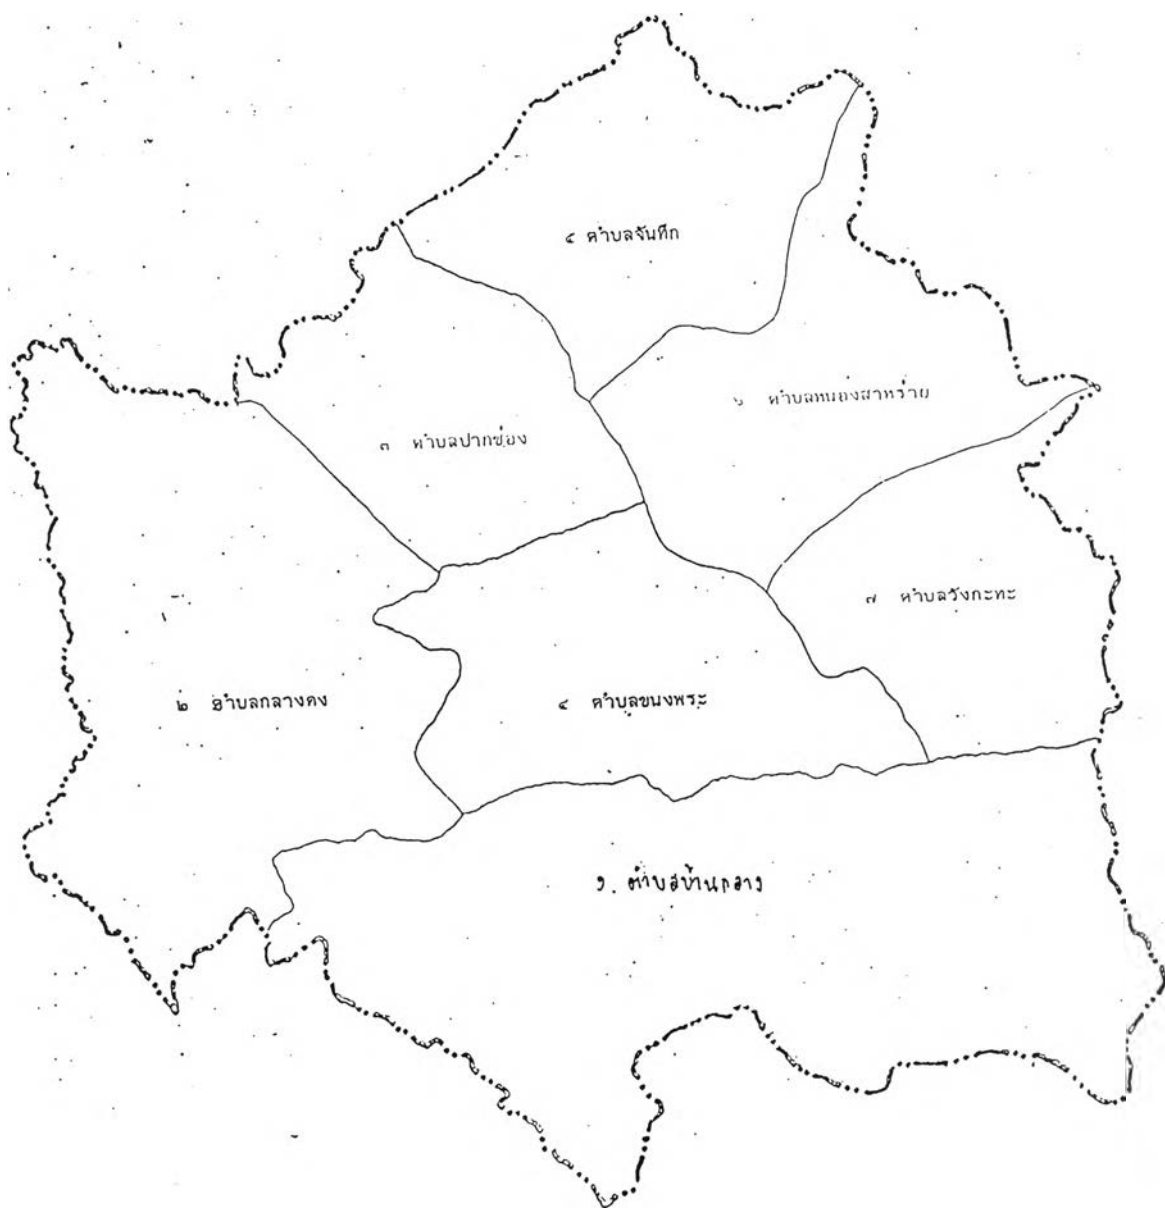 ๕ ตำบลจันทึก
๖ ตำบลหนองสาหร่าย
๓ ตำบลปากช่อง
๗ ตำบลวังกะทะ
๒ ตำบลกลางดง
๔ ตำบลขนงพระ
ง. ตำบลบ้านกลาง